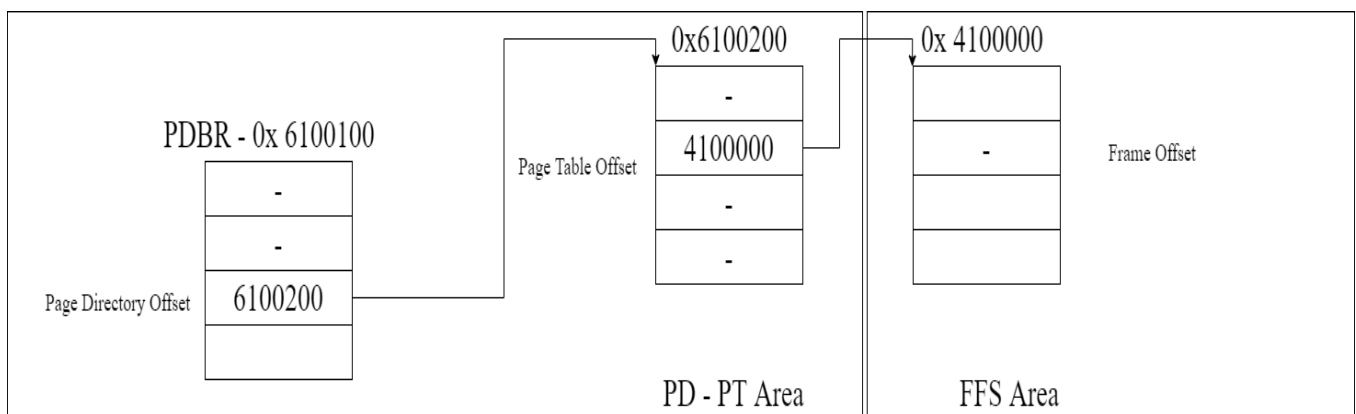 0x6100200
0x 4100000
-
PDBR - 0x 6100100
4100000
-
Page Table Offset
Frame Offset
-
-
-
-
Page Directory Offset
6100200
PD - PT Area
FFS Area